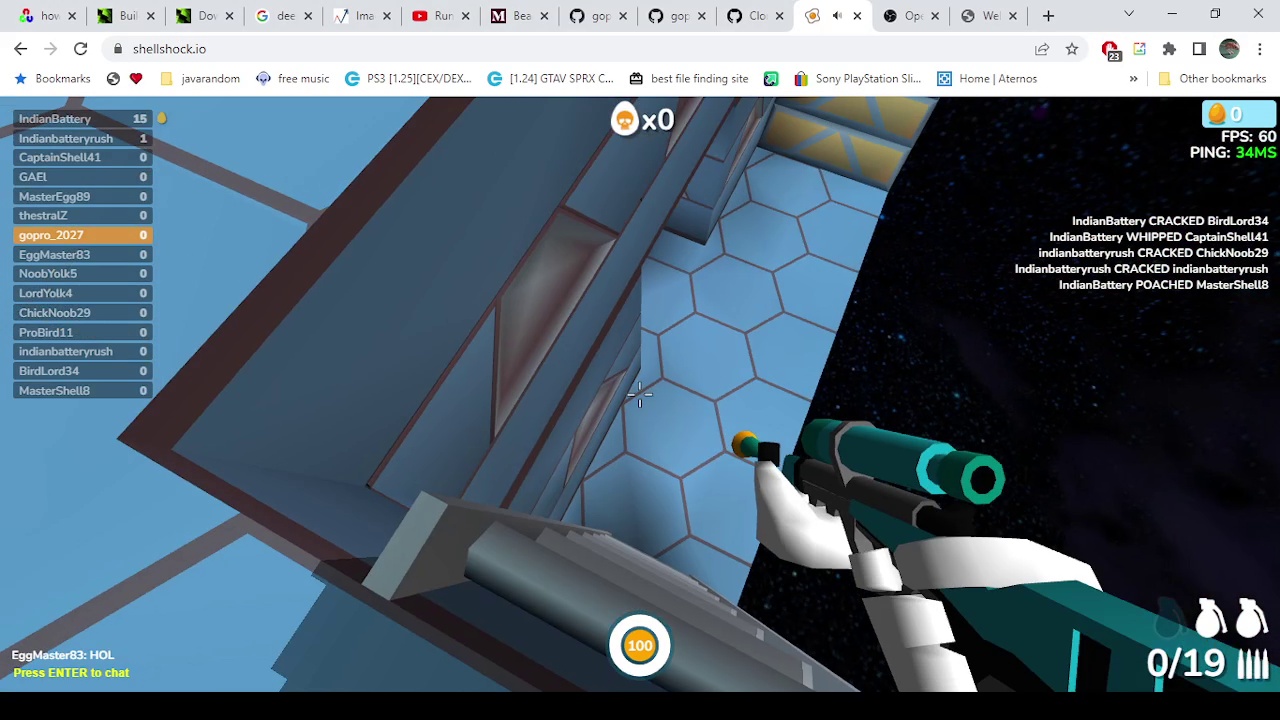 how
Buil
Dov
dee
Ima
Run
Bea
gop
gop
Clo
Ope
Wel
shellshock.io
23
Bookmarks
javarandom
free music
PS3 [1.25][CEX/DEX...
[1.24] GTAV SPRX C...
best file finding site
Sony PlayStation Sli...
Home | Aternos
»
Other bookmarks
IndianBattery 15
Indianbatteryrush 1
CaptainShell41 0
GAEl 0
MasterEgg89 0
thestralZ 0
gopro_2027 0
EggMaster83 0
NoobYolk5 0
LordYolk4 0
ChickNoob29 0
ProBird11 0
indianbatteryrush 0
BirdLord34 0
MasterShell8 0
x0
0
FPS: 60
PING: 34MS
IndianBattery CRACKED BirdLord34
IndianBattery WHIPPED CaptainShell41
indianbatteryrush CRACKED ChickNoob29
Indianbatteryrush CRACKED indianbatteryrush
IndianBattery POACHED MasterShell8
100
EggMaster83: HOL
Press ENTER to chat
0/19